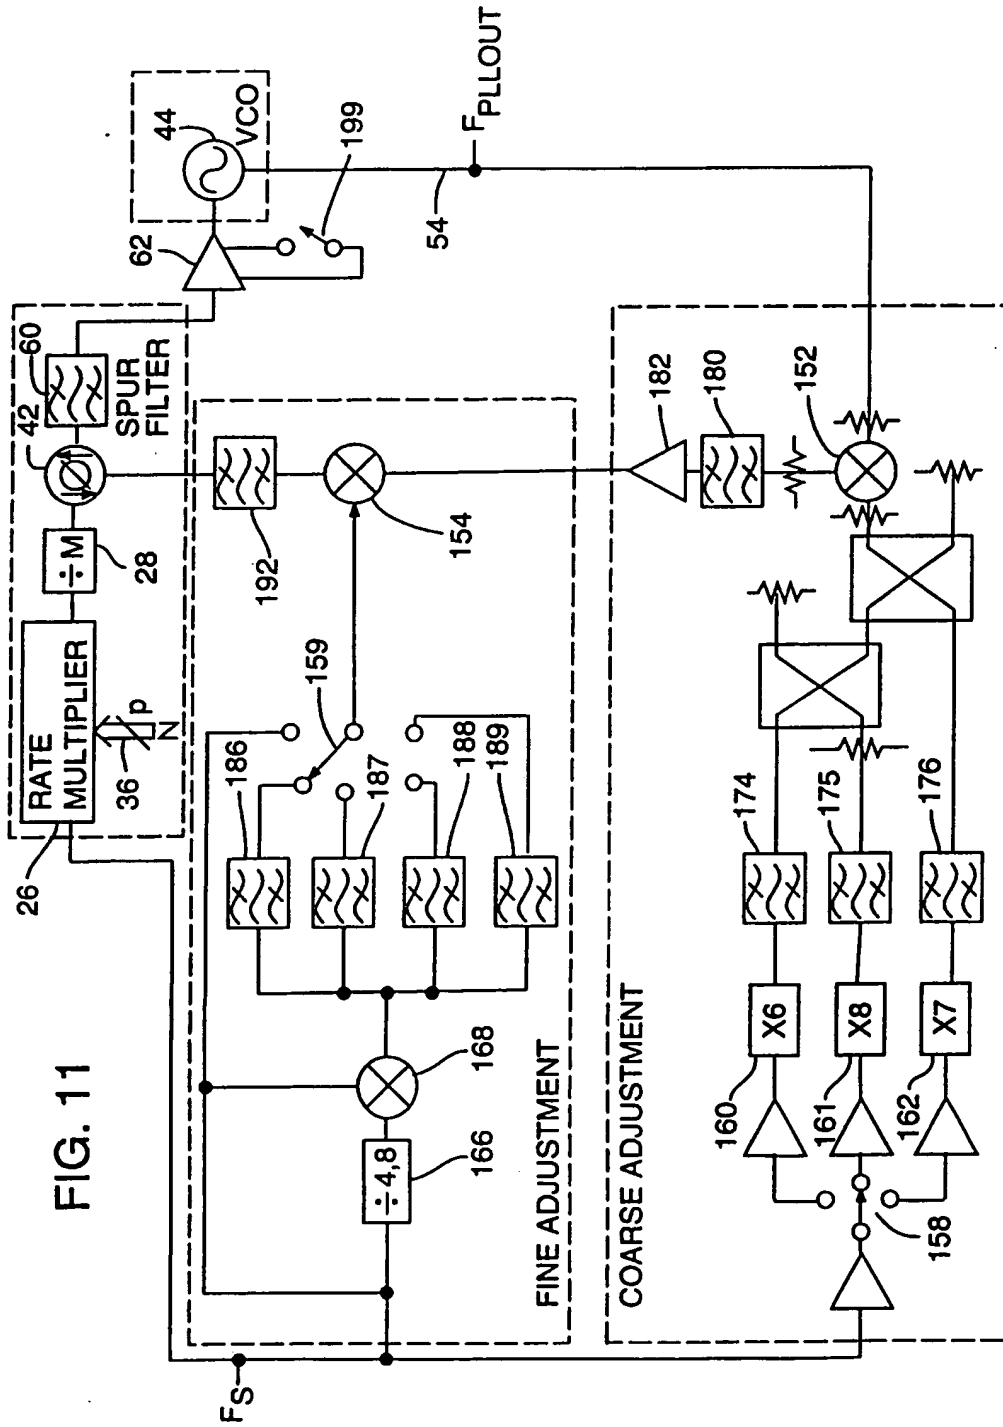 FIG. 11
FS
26
RATE
MULTIPLIER
36
p
N
÷M
28
42
60
SPUR
FILTER
62
44
VCO
199
54
FPLLOUT
FINE ADJUSTMENT
÷4,8
166
168
186
187
188
189
159
154
192
COARSE ADJUSTMENT
158
160
161
162
X6
X8
X7
174
175
176
152
180
182